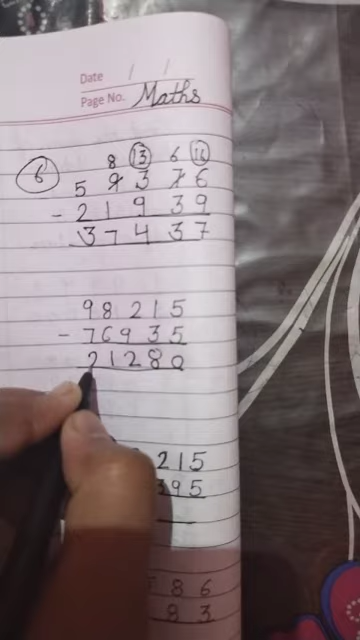 Date / /
Page No. Maths
6
8 13 6 16
5 9 3 7 6
- 2 1 9 3 9
3 7 4 3 7
9 8 2 1 5
- 7 6 9 3 5
2 1 2 8 0
2 1 5
3 9 5
8 6
8 3